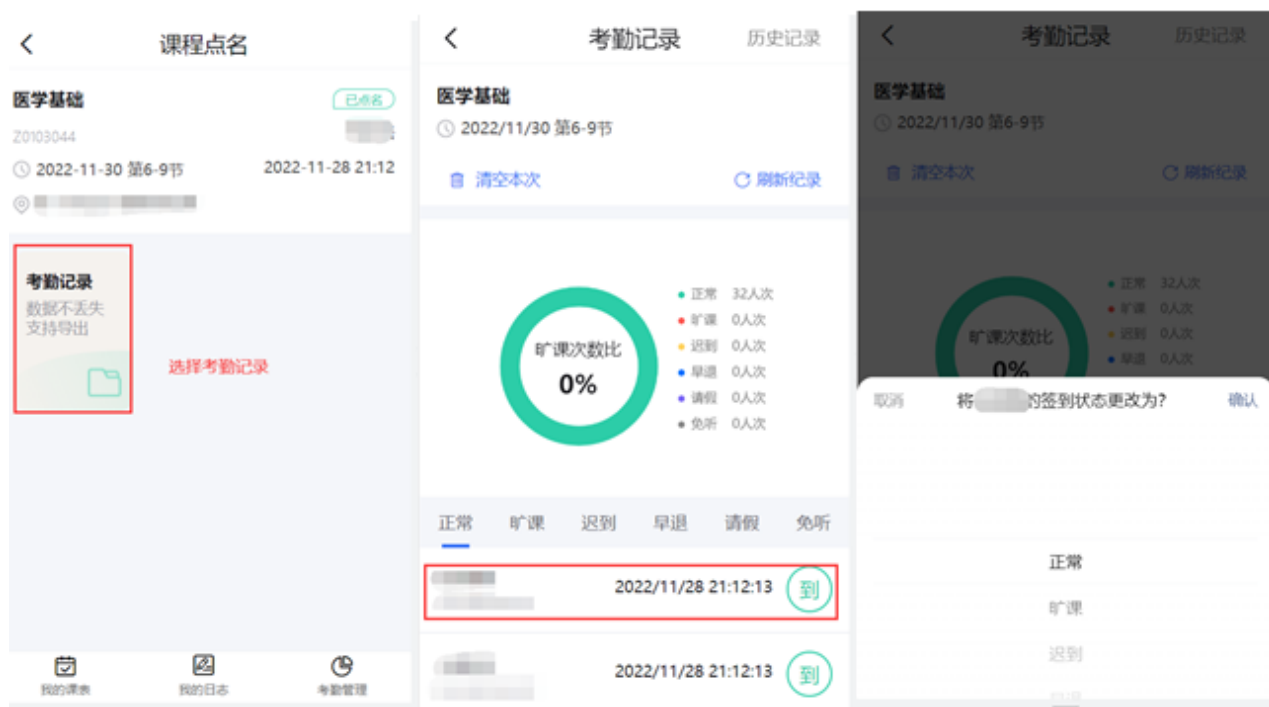 课程点名
医学基础
已点名
Z0103044
2022-11-30 第6-9节
2022-11-28 21:12
考勤记录
数据不丢失
支持导出
选择考勤记录
我的课表
我的日志
考勤管理
考勤记录
历史记录
医学基础
2022/11/30 第6-9节
清空本次
刷新纪录
旷课次数比
0%
正常 32人次
旷课 0人次
迟到 0人次
早退 0人次
请假 0人次
免听 0人次
正常 旷课 迟到 早退 请假 免听
2022/11/28 21:12:13 到
2022/11/28 21:12:13 到
考勤记录
历史记录
医学基础
2022/11/30 第6-9节
清空本次
刷新纪录
旷课次数比
0%
正常 32人次
旷课 0人次
迟到 0人次
早退 0人次
取消
将 的签到状态更改为?
确认
正常
旷课
迟到